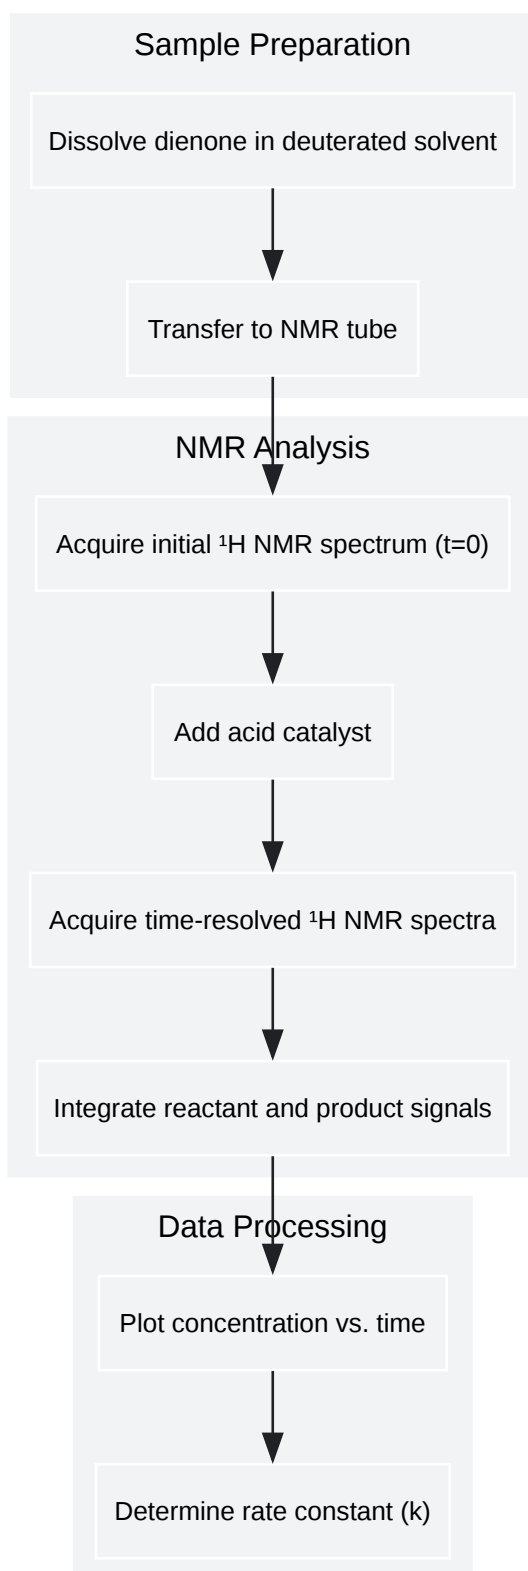 Sample Preparation
Dissolve dienone in deuterated solvent
Transfer to NMR tube
NMR Analysis
Acquire initial ¹H NMR spectrum (t=0)
Add acid catalyst
Acquire time-resolved ¹H NMR spectra
Integrate reactant and product signals
Data Processing
Plot concentration vs. time
Determine rate constant (k)